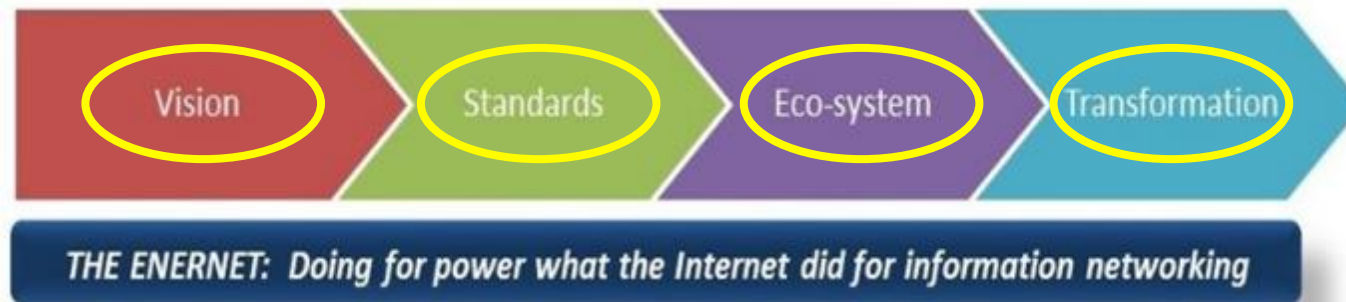 Vision
Standards
Eco-system
Transformation
THE ENERNET: Doing for power what the Internet did for information networking